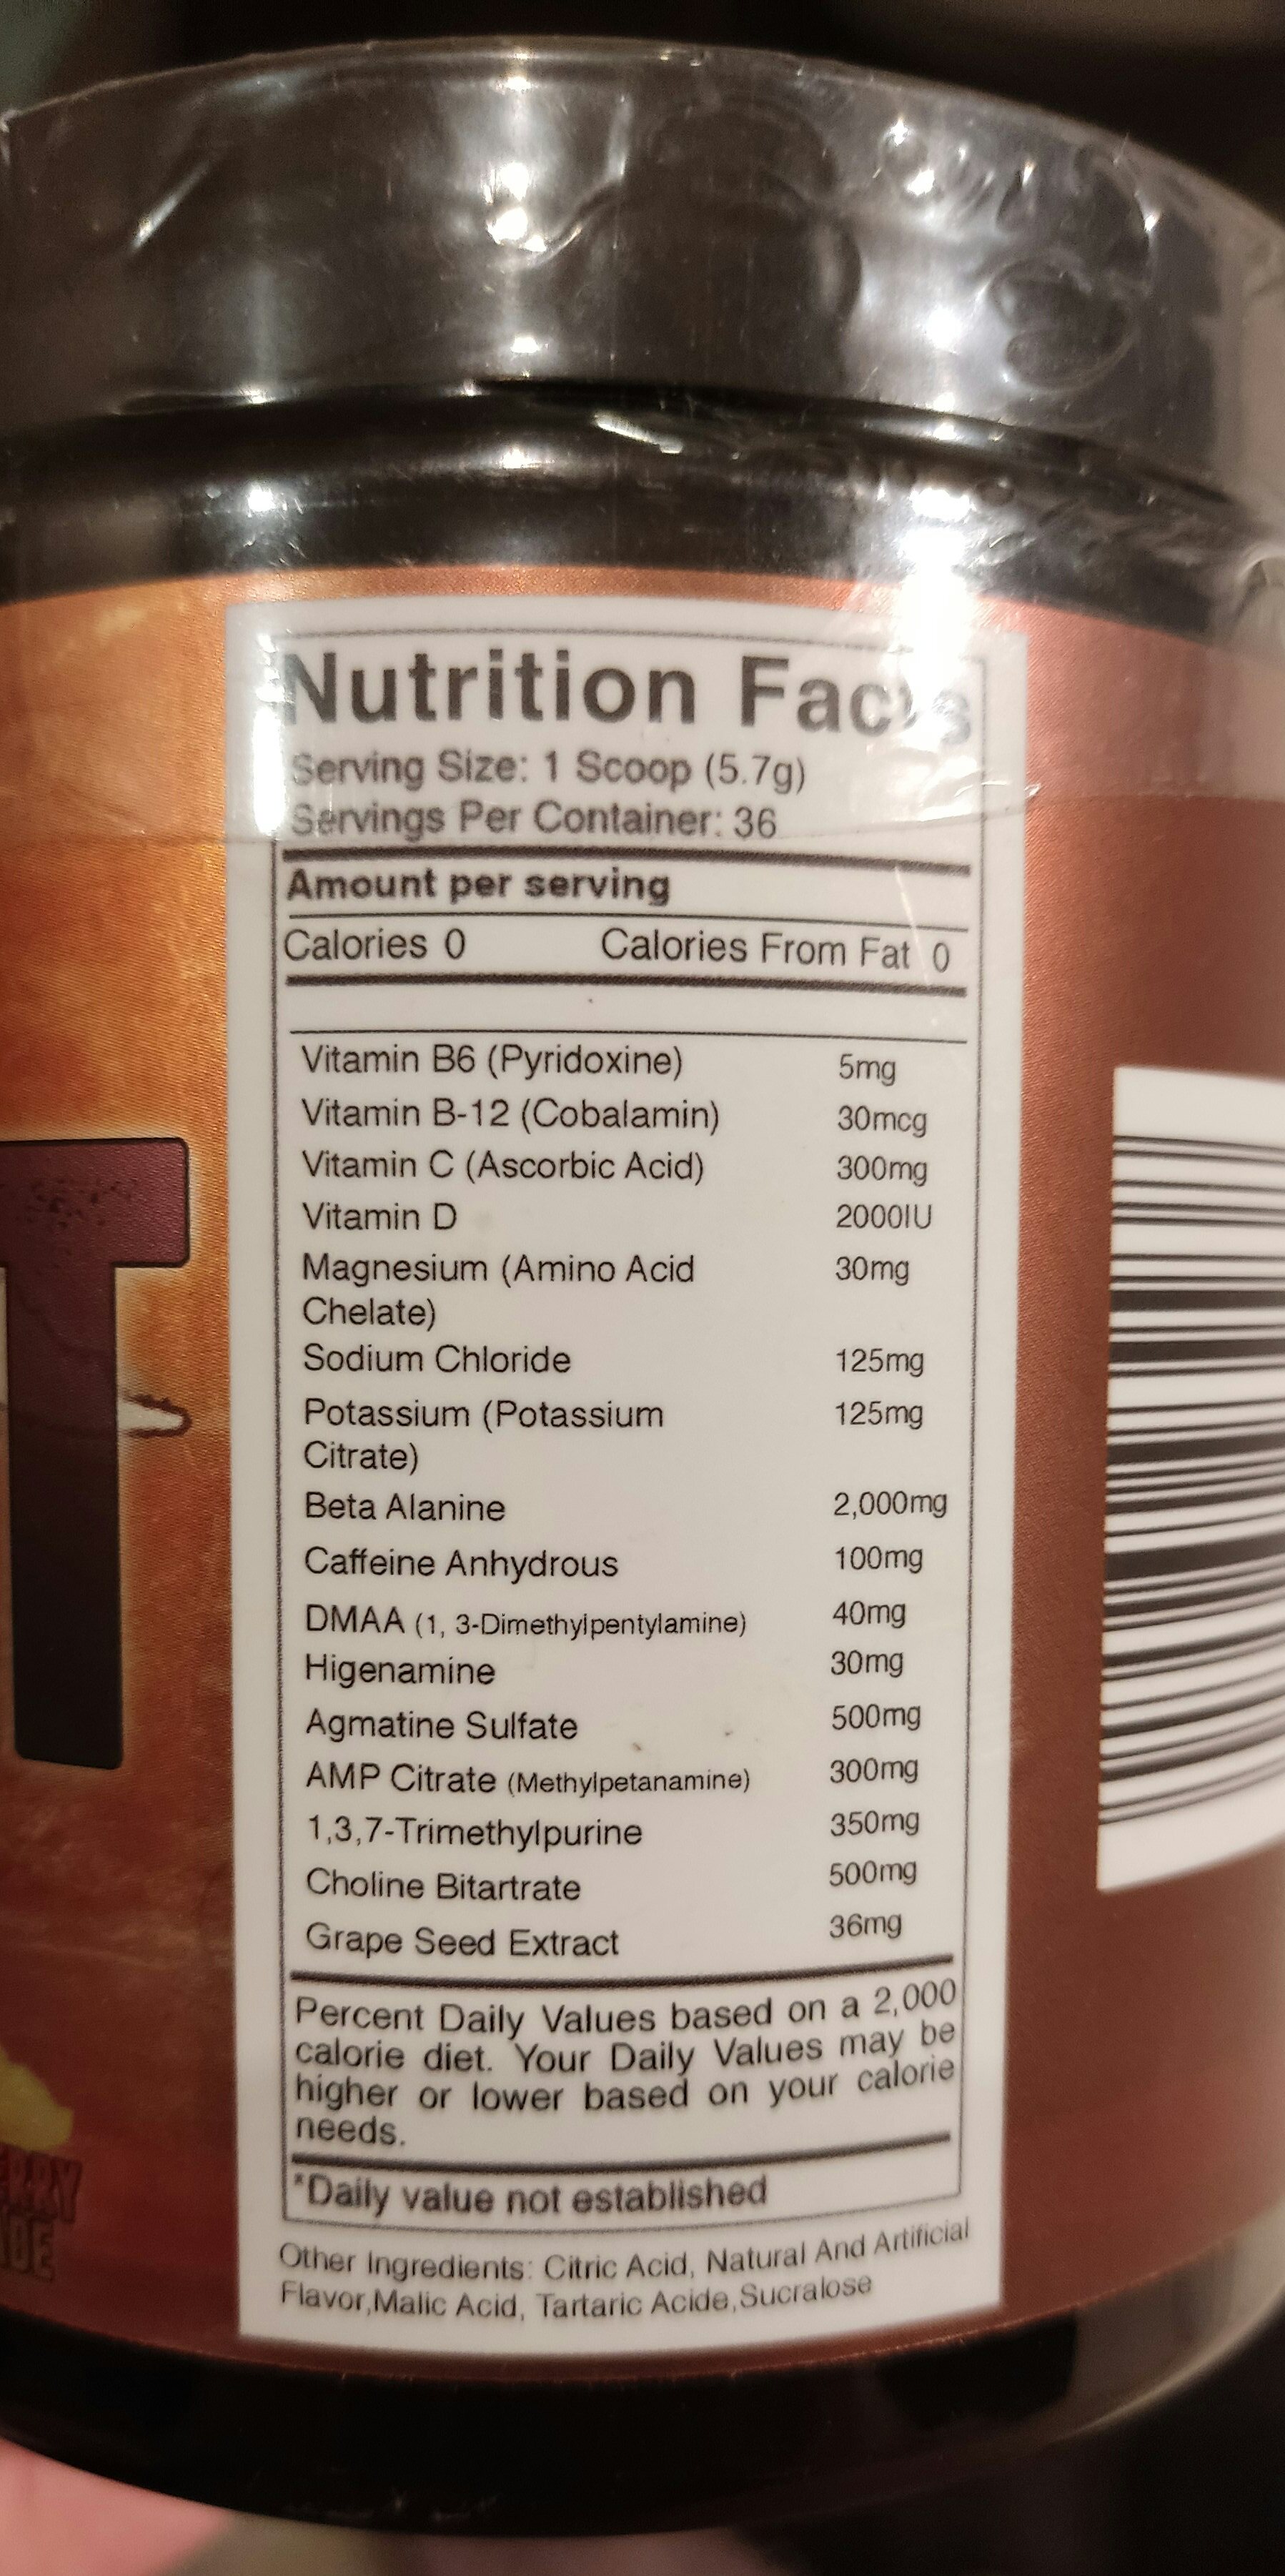 Nutrition Facts
Serving Size: 1 Scoop (5.7g)
Servings Per Container: 36
Amount per serving
Calories 0 Calories From Fat 0
Vitamin B6 (Pyridoxine) 5mg
Vitamin B-12 (Cobalamin) 30mcg
Vitamin C (Ascorbic Acid) 300mg
Vitamin D 2000IU
Magnesium (Amino Acid 30mg
Chelate)
Sodium Chloride 125mg
Potassium (Potassium 125mg
Citrate)
Beta Alanine 2,000mg
Caffeine Anhydrous 100mg
DMAA (1, 3-Dimethylpentylamine) 40mg
Higenamine 30mg
Agmatine Sulfate 500mg
AMP Citrate (Methylpetanamine) 300mg
1,3,7-Trimethylpurine 350mg
Choline Bitartrate 500mg
Grape Seed Extract 36mg
Percent Daily Values based on a 2,000
calorie diet. Your Daily Values may be
higher or lower based on your calorie
needs.
*Daily value not established
Other Ingredients: Citric Acid, Natural And Artificial
Flavor,Malic Acid, Tartaric Acide,Sucralose
T